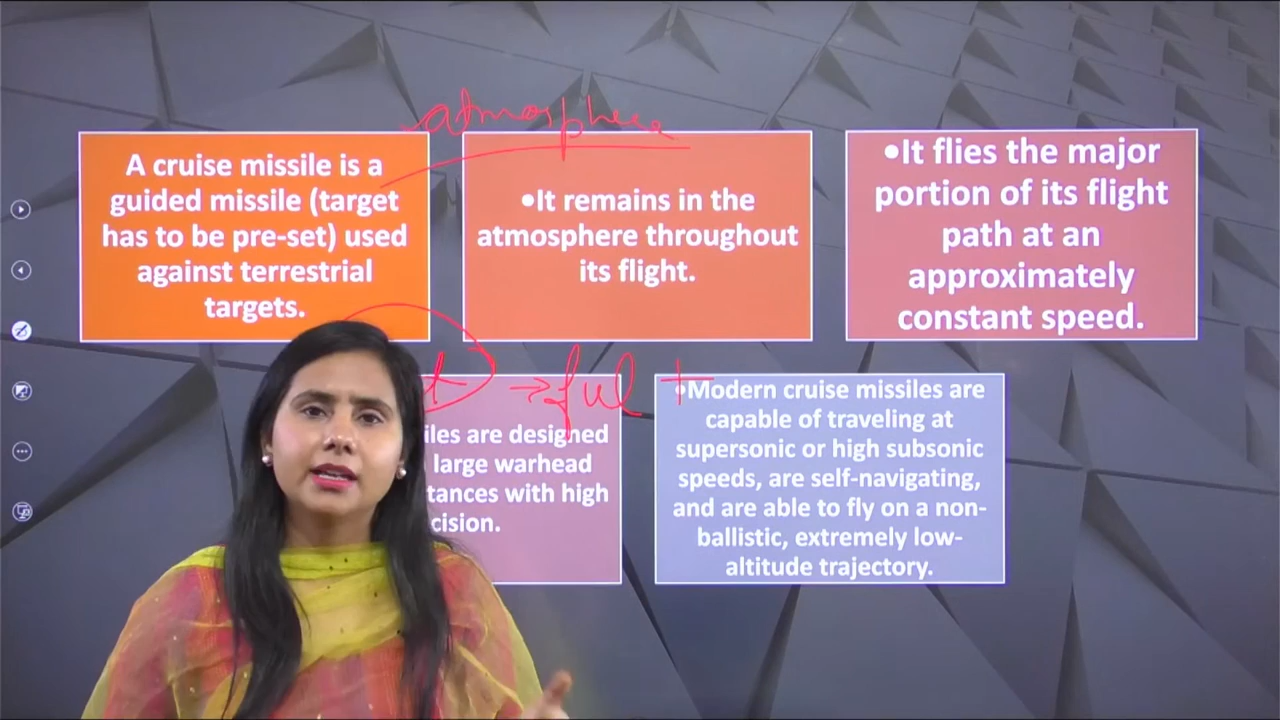 atmosphere
A cruise missile is a
guided missile (target
has to be pre-set) used
against terrestrial
targets.
•It remains in the
atmosphere throughout
its flight.
•It flies the major
portion of its flight
path at an
approximately
constant speed.
→ful +
iles are designed
large warhead
tances with high
cision.
•Modern cruise missiles are
capable of traveling at
supersonic or high subsonic
speeds, are self-navigating,
and are able to fly on a non-
ballistic, extremely low-
altitude trajectory.